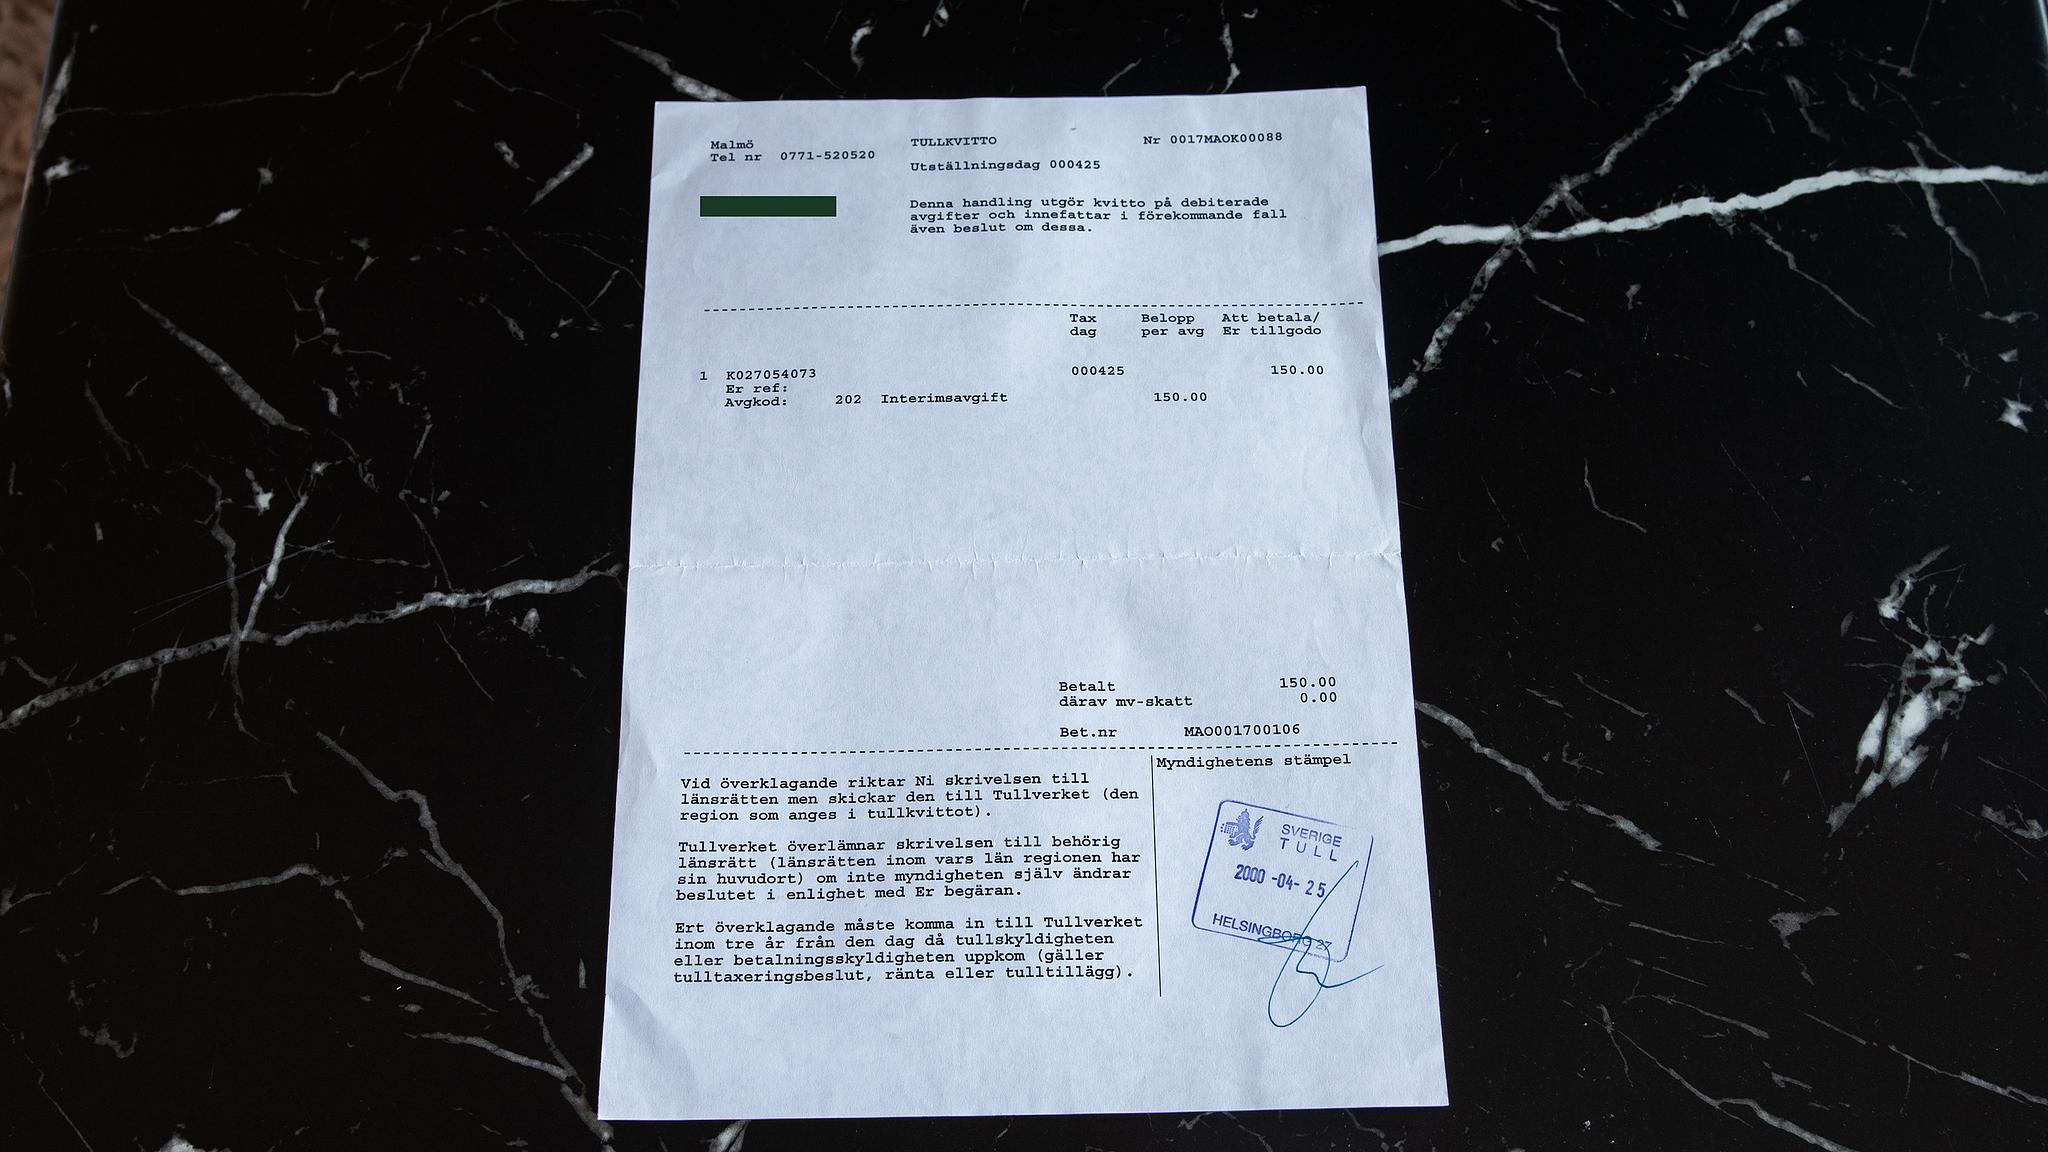 Malmö
Tel nr 0771-520520
TULLKVITTO
Nr 0017MAOK00088
Utställningsdag 000425
Denna handling utgör kvitto på debiterade
avgifter och innefattar i förekommande fall
även beslut om dessa.
Tax Belopp Att betala/
dag per avg Er tillgodo
1 K027054073 000425 150.00
Er ref:
Avgkod: 202 Interimsavgift 150.00
Betalt 150.00
därav mv-skatt 0.00
Bet.nr MAO001700106
Vid överklagande riktar Ni skrivelsen till
länsrätten men skickar den till Tullverket (den
region som anges i tullkvittot).
Tullverket överlämnar skrivelsen till behörig
länsrätt (länsrätten inom vars län regionen har
sin huvudort) om inte myndigheten själv ändrar
beslutet i enlighet med Er begäran.
Ert överklagande måste komma in till Tullverket
inom tre år från den dag då tullskyldigheten
eller betalningsskyldigheten uppkom (gäller
tulltaxeringsbeslut, ränta eller tulltillägg).
Myndighetens stämpel
SVERIGE
TULL
2000 -04- 25
HELSINGBORG 27